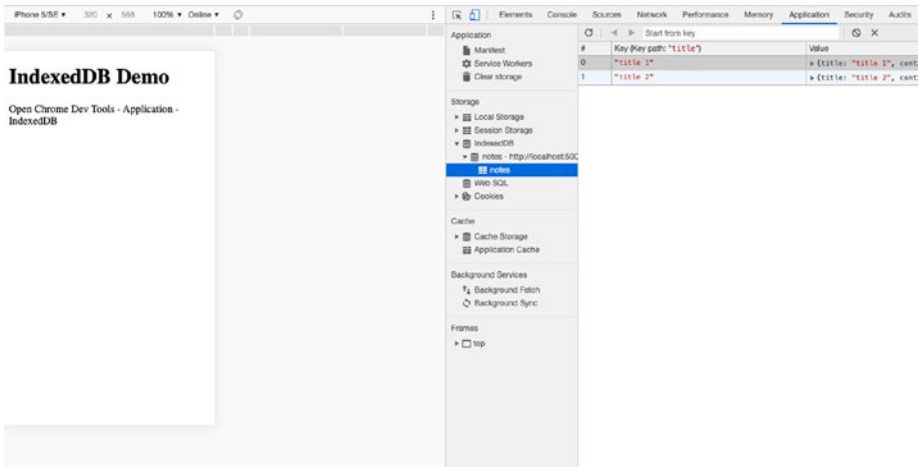 iPhone 5/SE ▾ 320 x 568 100% ▾ Online ▾
IndexedDB Demo
Open Chrome Dev Tools - Application -
IndexedDB
Elements Console Sources Network Performance Memory Application Security Audits
Application
Manifest
Service Workers
Clear storage
Storage
Local Storage
Session Storage
IndexedDB
notes - http://localhost:500
notes
Web SQL
Cookies
Cache
Cache Storage
Application Cache
Background Services
Background Fetch
Background Sync
Frames
top
Start from key
# Key (Key path: "title") Value
0 "title 1" {title: "title 1", cont
1 "title 2" {title: "title 2", cont